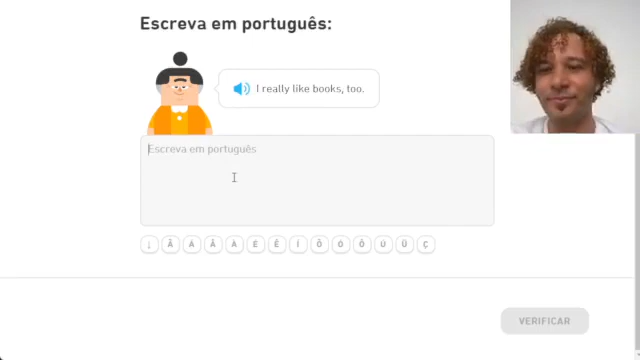 Escreva em português:
I really like books, too.
Escreva em português
↓ Ã Á Â À É Ê Í Õ Ó Ô Ú Ü Ç
VERIFICAR